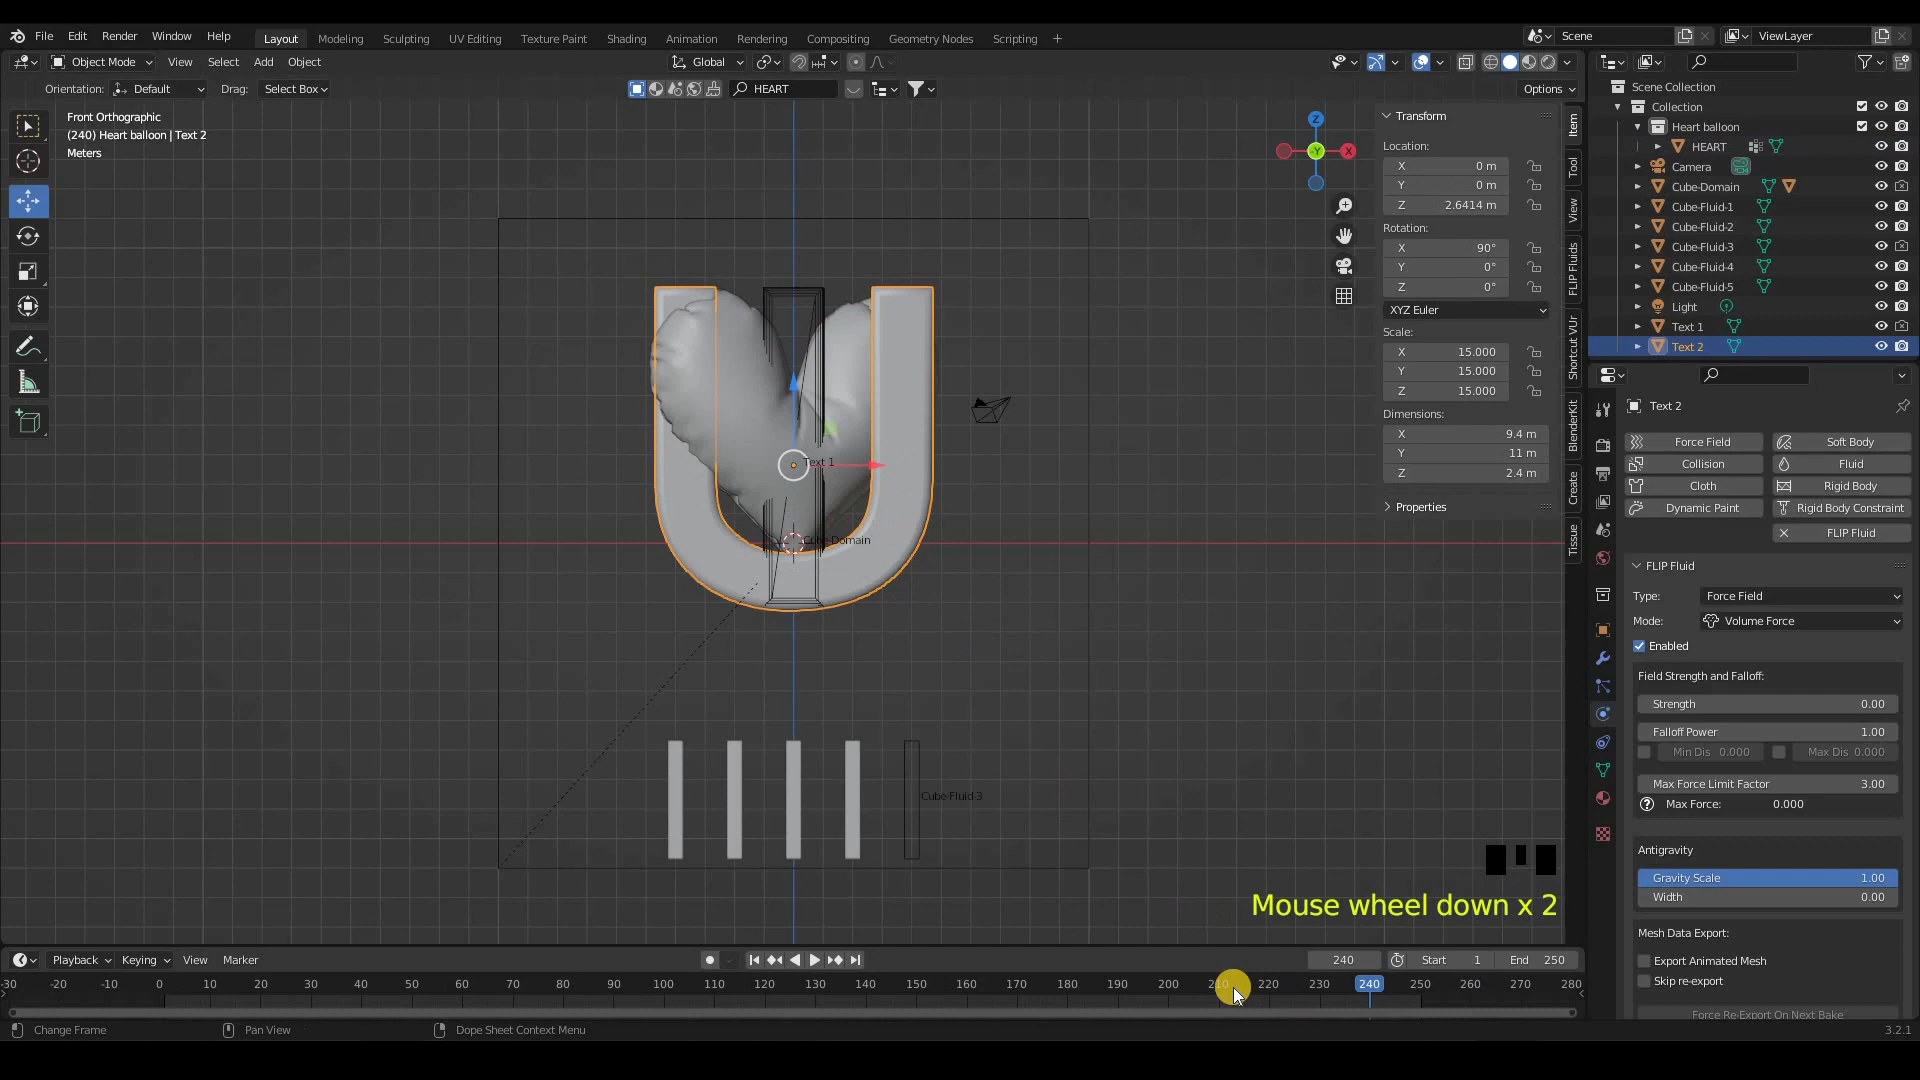 File Edit Render Window Help Layout Modeling Sculpting UV Editing Texture Paint Shading Animation Rendering Compositing Geometry Nodes Scripting + Scene ViewLayer
Object Mode View Select Add Object Global
Orientation: Default Drag: Select Box HEART Options
Front Orthographic
(240) Heart balloon | Text 2
Meters
Z
X
-Y
Text 1
Cube-Domain
Cube-Fluid-3
Mouse wheel down x 2
Transform
Location:
X 0 m
Y 0 m
Z 2.6414 m
Rotation:
X 90°
Y 0°
Z 0°
XYZ Euler
Scale:
X 15.000
Y 15.000
Z 15.000
Dimensions:
X 9.4 m
Y 11 m
Z 2.4 m
Properties
Item
Tool
View
FLIP Fluids
Shortcut VUr
BlenderKit
Create
Tissue
Scene Collection
Collection
Heart balloon
HEART
Camera
Cube-Domain
Cube-Fluid-1
Cube-Fluid-2
Cube-Fluid-3
Cube-Fluid-4
Cube-Fluid-5
Light
Text 1
Text 2
Text 2
Force Field Soft Body
Collision Fluid
Cloth Rigid Body
Dynamic Paint Rigid Body Constraint
FLIP Fluid
FLIP Fluid
Type: Force Field
Mode: Volume Force
Enabled
Field Strength and Falloff:
Strength 0.00
Falloff Power 1.00
Min Dis 0.000 Max Dis 0.000
Max Force Limit Factor 3.00
Max Force: 0.000
Antigravity
Gravity Scale 1.00
Width 0.00
Mesh Data Export:
Export Animated Mesh
Skip re-export
Force Re-Export On Next Bake
Playback Keying View Marker 240 Start 1 End 250
-30 -20 -10 0 10 20 30 40 50 60 70 80 90 100 110 120 130 140 150 160 170 180 190 200 210 220 230 240 250 260 270 280
Change Frame Pan View Dope Sheet Context Menu 3.2.1